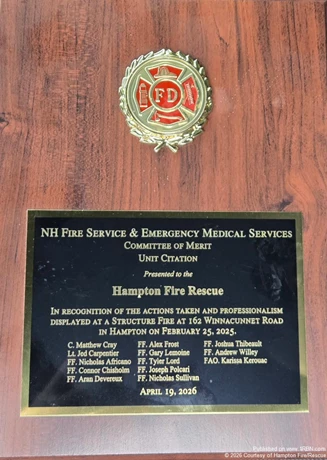 FD
NH FIRE SERVICE & EMERGENCY MEDICAL SERVICES
COMMITTEE OF MERIT
UNIT CITATION
Presented to the
Hampton Fire Rescue
IN RECOGNITION OF THE ACTIONS TAKEN AND PROFESSIONALISM
DISPLAYED AT A STRUCTURE FIRE AT 162 WINNACUNNET ROAD
IN HAMPTON ON FEBRUARY 25, 2025.
C. Matthew Cray
Lt. Jed Carpentier
FF. Nicholas Africano
FF. Connor Chisholm
FF. Aran Devereux
FF. Alex Frost
FF. Gary Lemoine
FF. Tyler Lord
FF. Joseph Polcari
FF. Nicholas Sullivan
FF. Joshua Thibeault
FF. Andrew Willey
FAO. Karissa Kerouac
APRIL 19, 2026
© 2026 Courtesy of Hampton Fire/Rescue